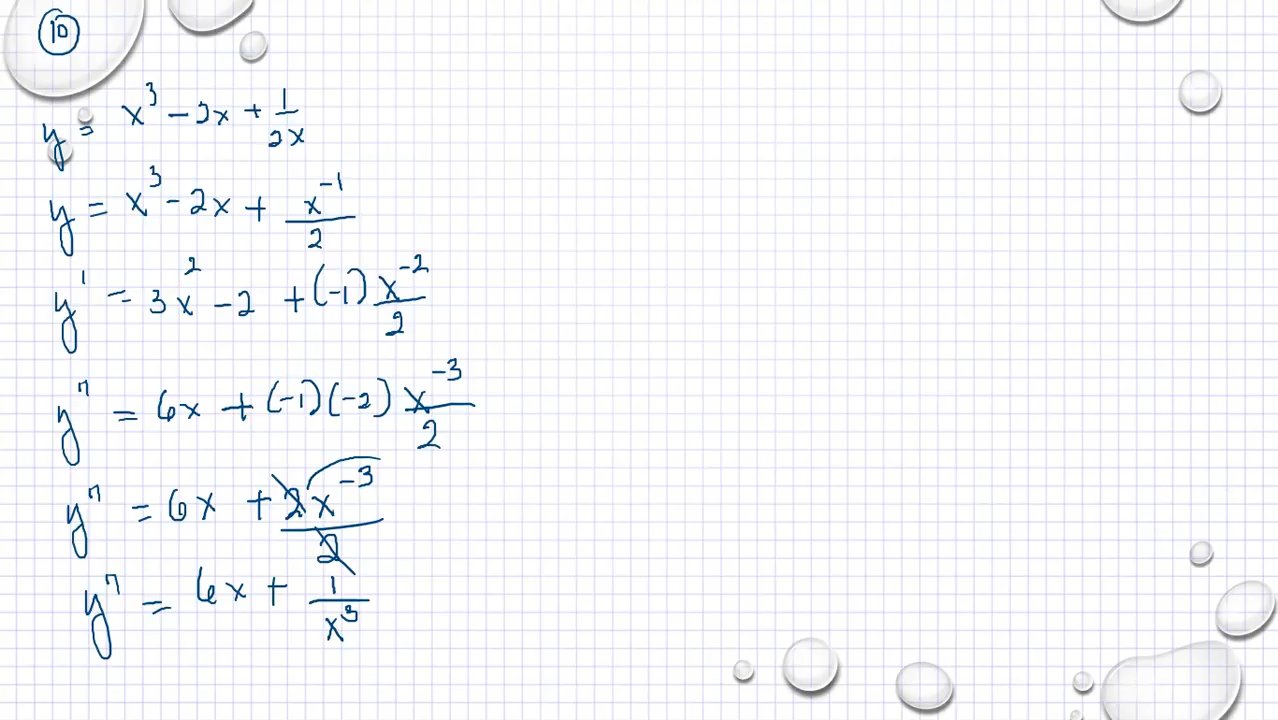 10
y = x³ - 2x + 1/2x
y = x³ - 2x + x⁻¹/2
y' = 3x² - 2 + (-1) x⁻²/2
y" = 6x + (-1)(-2) x⁻³/2
y" = 6x + 2x⁻³/2
y" = 6x + 1/x³